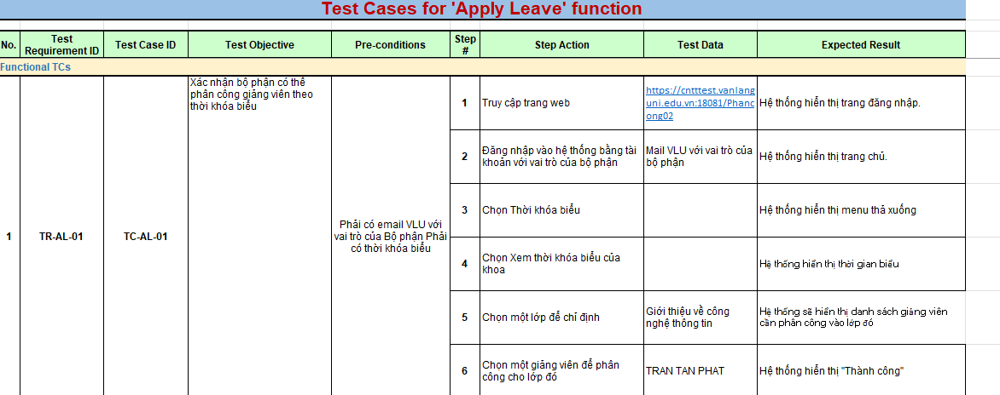 Test Cases for 'Apply Leave' function
No.
Test
Requirement ID
Test Case ID
Test Objective
Pre-conditions
Step
#
Step Action
Test Data
Expected Result
Functional TCs
1
TR-AL-01
TC-AL-01
Xác nhận bộ phận có thể
phân công giảng viên theo
thời khóa biểu
Phải có email VLU với
vai trò của Bộ phận Phải
có thời khóa biểu
1
Truy cập trang web
https://cntttest.vanlang
uni.edu.vn:18081/Phanc
ong02
Hệ thống hiển thị trang đăng nhập.
2
Đăng nhập vào hệ thống bằng tài
khoản với vai trò của bộ phận
Mail VLU với vai trò của
bộ phận
Hệ thống hiển thị trang chủ.
3
Chọn Thời khóa biểu
Hệ thống hiển thị menu thả xuống
4
Chọn Xem thời khóa biểu của
khoa
Hệ thống hiển thị thời gian biểu
5
Chọn một lớp để chỉ định
Giới thiệu về công
nghệ thông tin
Hệ thống sẽ hiển thị danh sách giảng viên
cần phân công vào lớp đó
6
Chọn một giảng viên để phân
công cho lớp đó
TRAN TAN PHAT
Hệ thống hiển thị "Thành công"